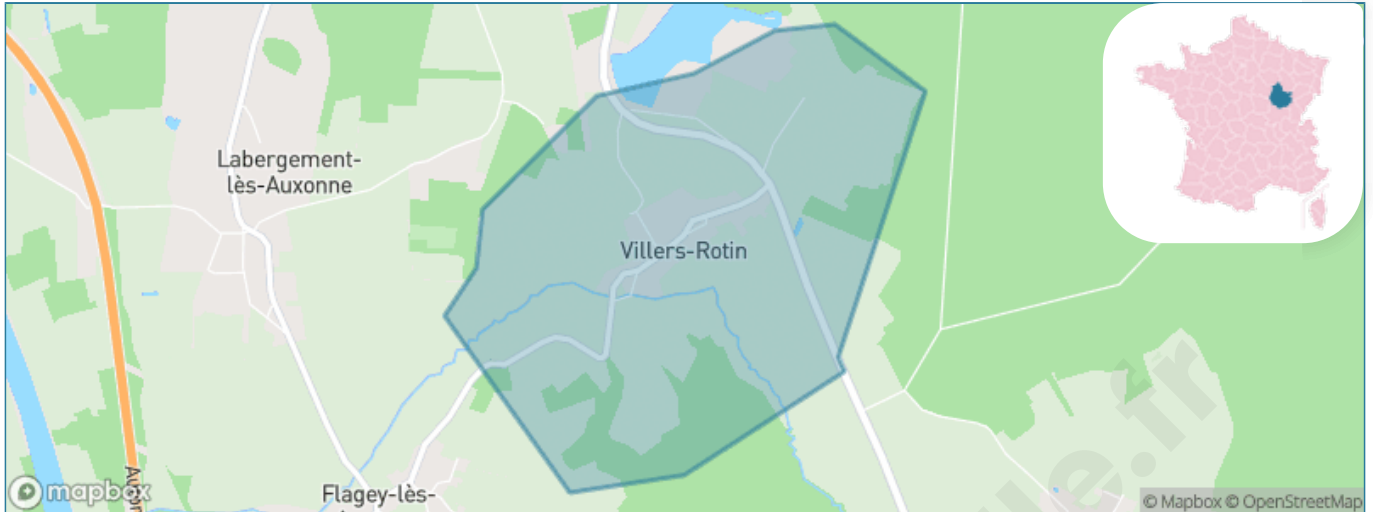 Labergement-
lès-Auxonne
Villers-Rotin
Flagey-lès-
mapbox
© Mapbox © OpenStreetMap